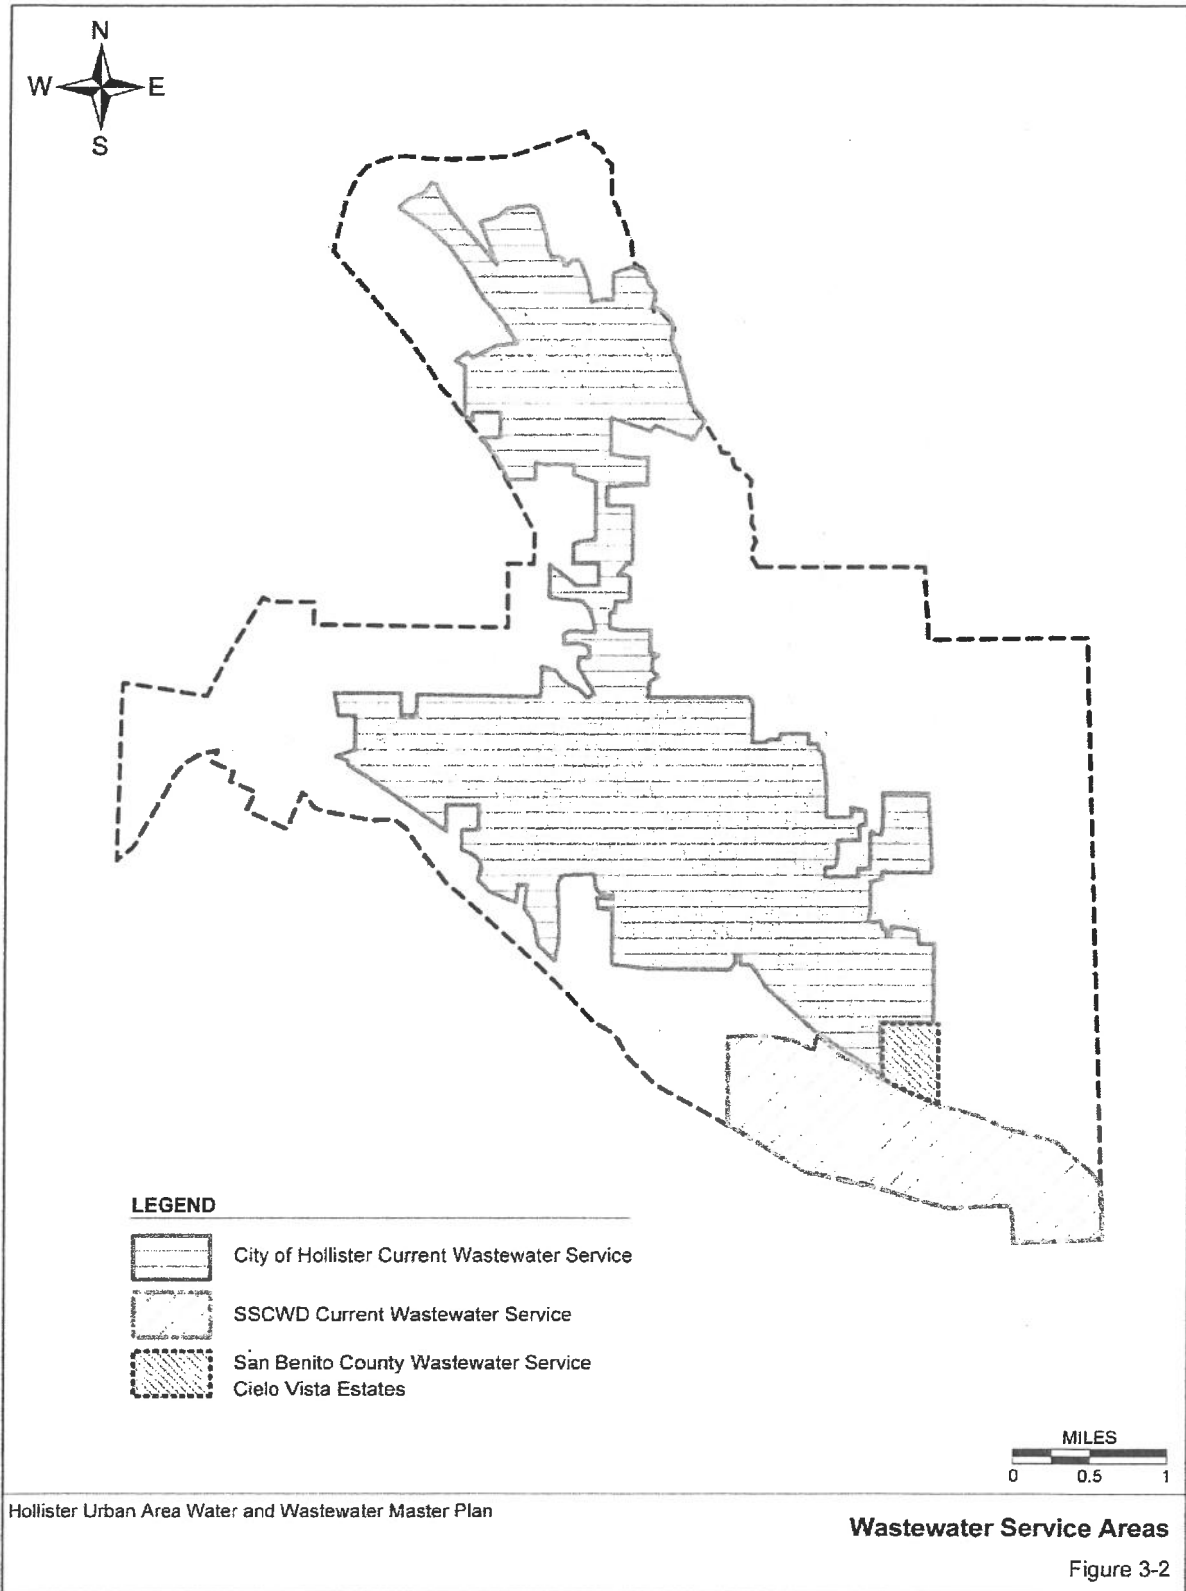 N
W E
S
LEGEND
City of Hollister Current Wastewater Service
SSCWD Current Wastewater Service
San Benito County Wastewater Service
Cielo Vista Estates
MILES
0 0.5 1
Hollister Urban Area Water and Wastewater Master Plan
Wastewater Service Areas
Figure 3-2